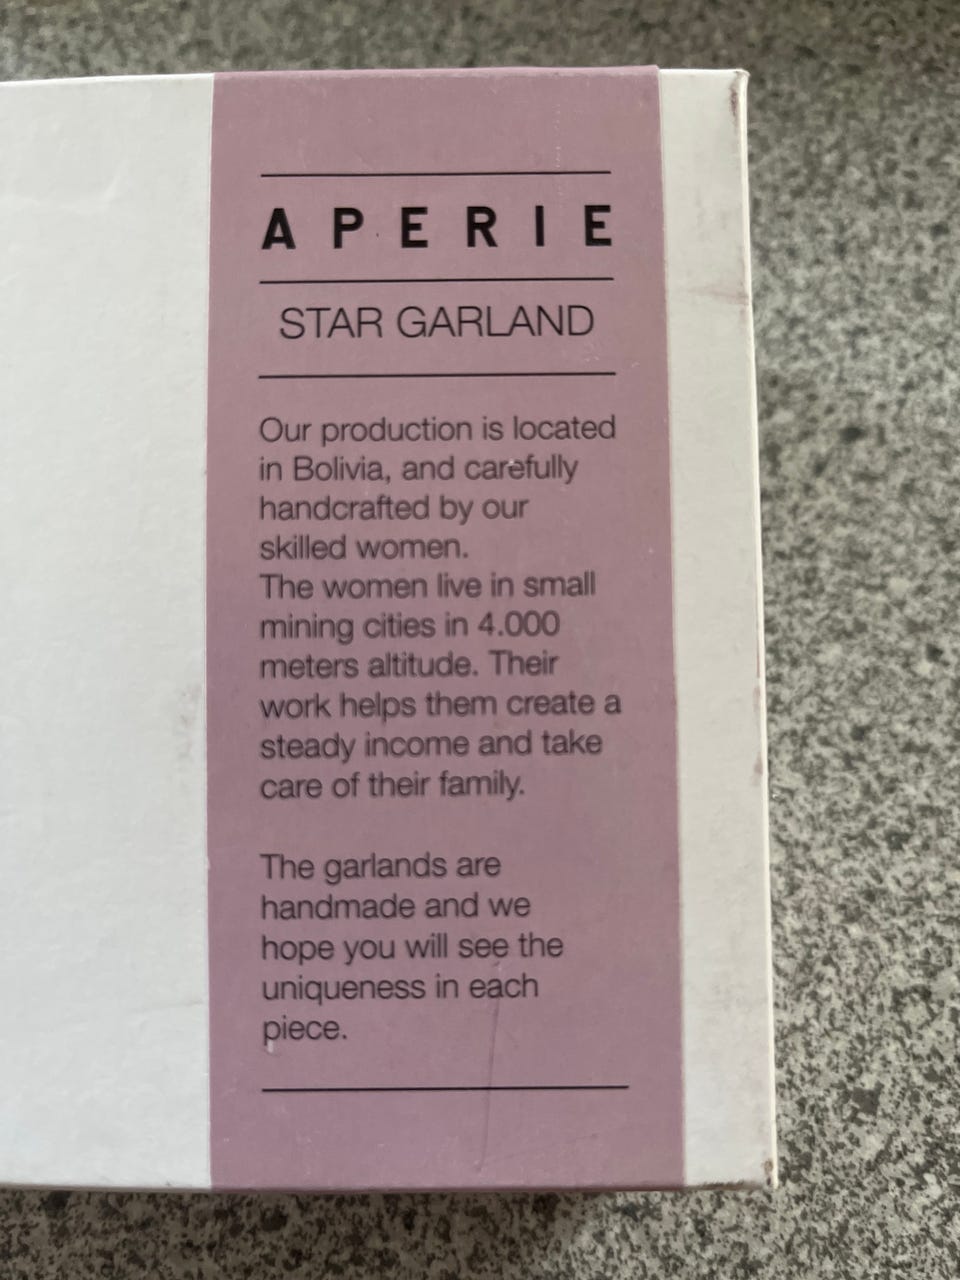 APERIE
STAR GARLAND
Our production is located
in Bolivia, and carefully
handcrafted by our
skilled women.
The women live in small
mining cities in 4.000
meters altitude. Their
work helps them create a
steady income and take
care of their family.
The garlands are
handmade and we
hope you will see the
uniqueness in each
piece.